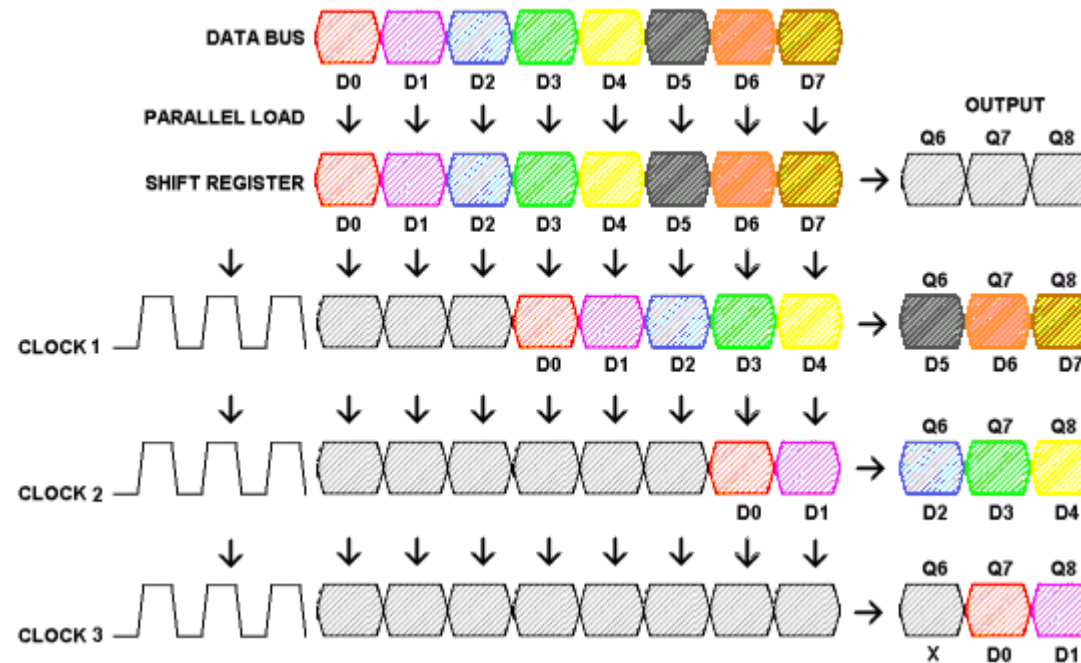 DATA BUS
D0 D1 D2 D3 D4 D5 D6 D7
PARALLEL LOAD
OUTPUT
Q6 Q7 Q8
SHIFT REGISTER
D0 D1 D2 D3 D4 D5 D6 D7
Q6 Q7 Q8
CLOCK 1
D0 D1 D2 D3 D4
D5 D6 D7
Q6 Q7 Q8
CLOCK 2
D0 D1
D2 D3 D4
Q6 Q7 Q8
CLOCK 3
X D0 D1